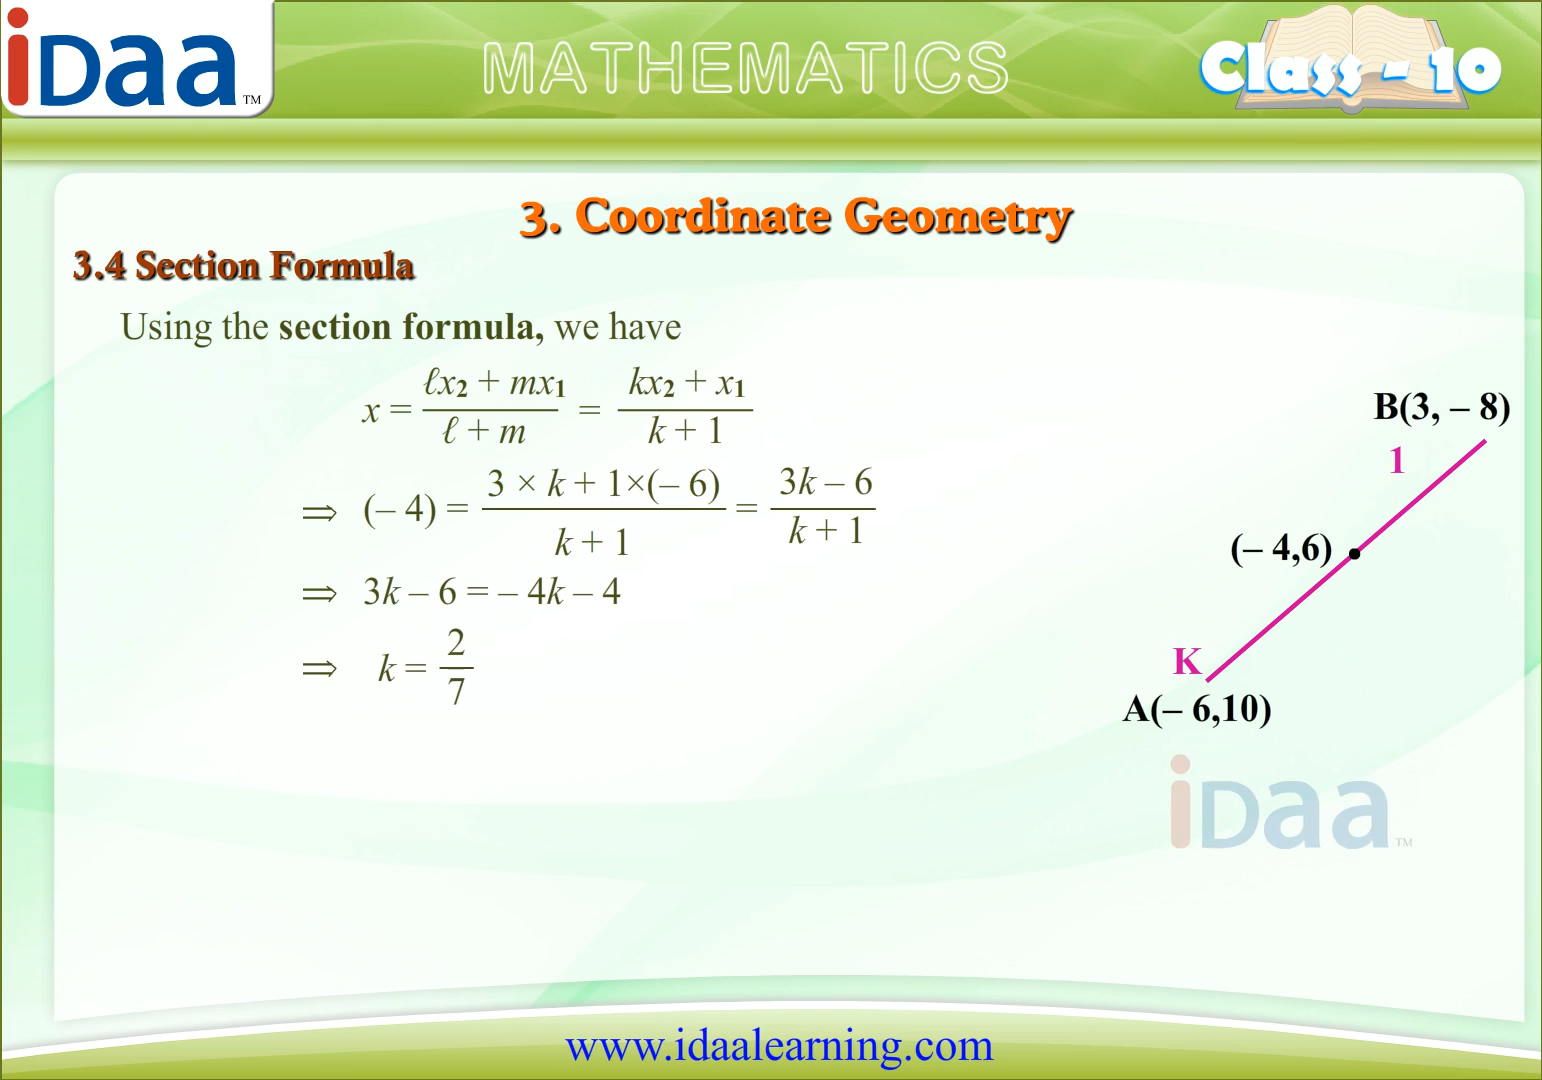 iDaa™
MATHEMATICS
Class - 10
3. Coordinate Geometry
3.4 Section Formula
Using the section formula, we have
x = (ℓx₂ + mx₁)/(ℓ + m) = (kx₂ + x₁)/(k + 1)
⇒ (– 4) = (3 × k + 1×(– 6))/(k + 1) = (3k – 6)/(k + 1)
⇒ 3k – 6 = – 4k – 4
⇒ k = 2/7
B(3, – 8)
1
(– 4,6)
K
A(– 6,10)
iDaa™
www.idaalearning.com